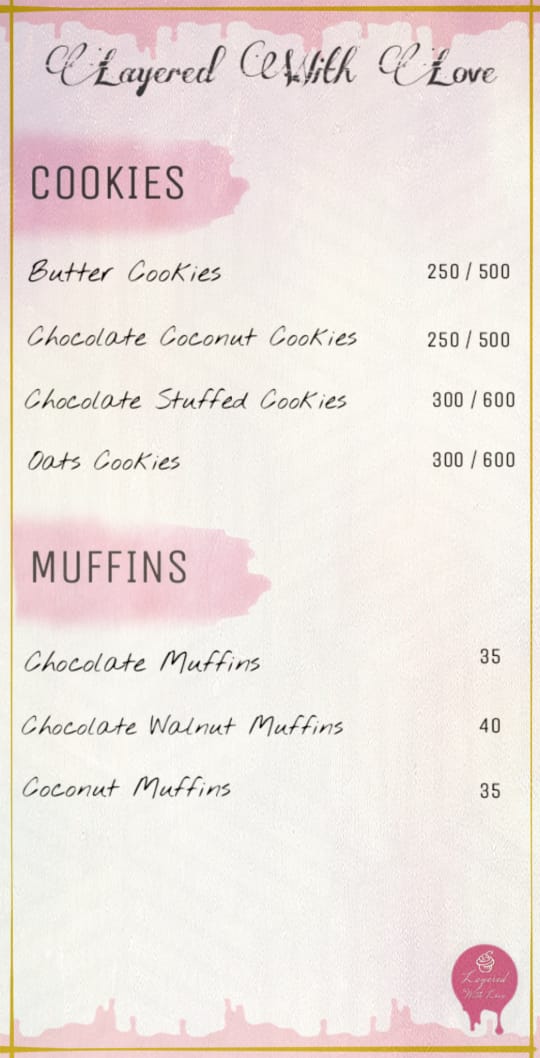 Layered With Love
COOKIES
Butter Cookies 250 / 500
Chocolate Coconut Cookies 250 / 500
Chocolate Stuffed Cookies 300 / 600
Oats Cookies 300 / 600
MUFFINS
Chocolate Muffins 35
Chocolate Walnut Muffins 40
Coconut Muffins 35
Layered
With Love